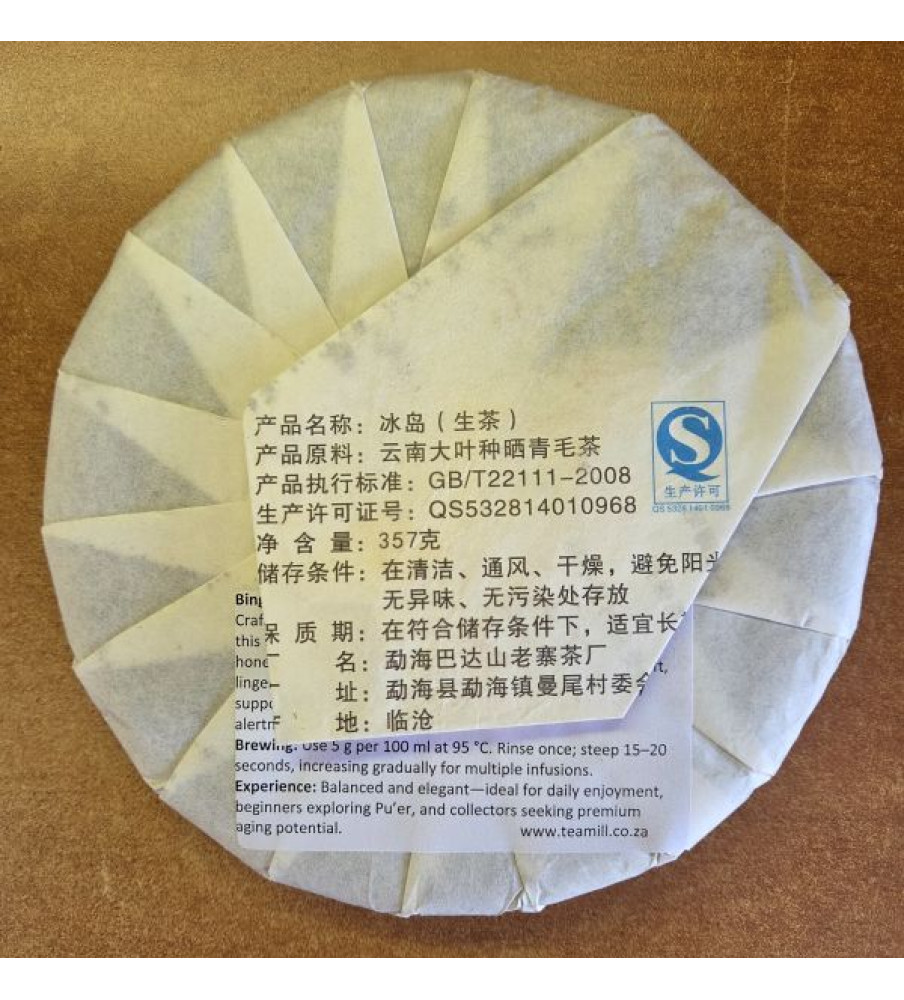 产品名称：冰岛（生茶）
产品原料：云南大叶种晒青毛茶
产品执行标准：GB/T22111-2008
生产许可证号：QS532814010968
净 含 量：357克
储存条件：在清洁、通风、干燥，避免阳
无异味、无污染处存放
质 期：在符合储存条件下，适宜长
名：勐海巴达山老寨茶厂
址：勐海县勐海镇曼尾村委
地：临沧
S
生产许可
QS 5328 1401 0968
Craf
this
Brewing: Use 5 g per 100 ml at 95 °C. Rinse once; steep 15–20
seconds, increasing gradually for multiple infusions.
Experience: Balanced and elegant—ideal for daily enjoyment,
beginners exploring Pu'er, and collectors seeking premium
aging potential.
www.teamill.co.za